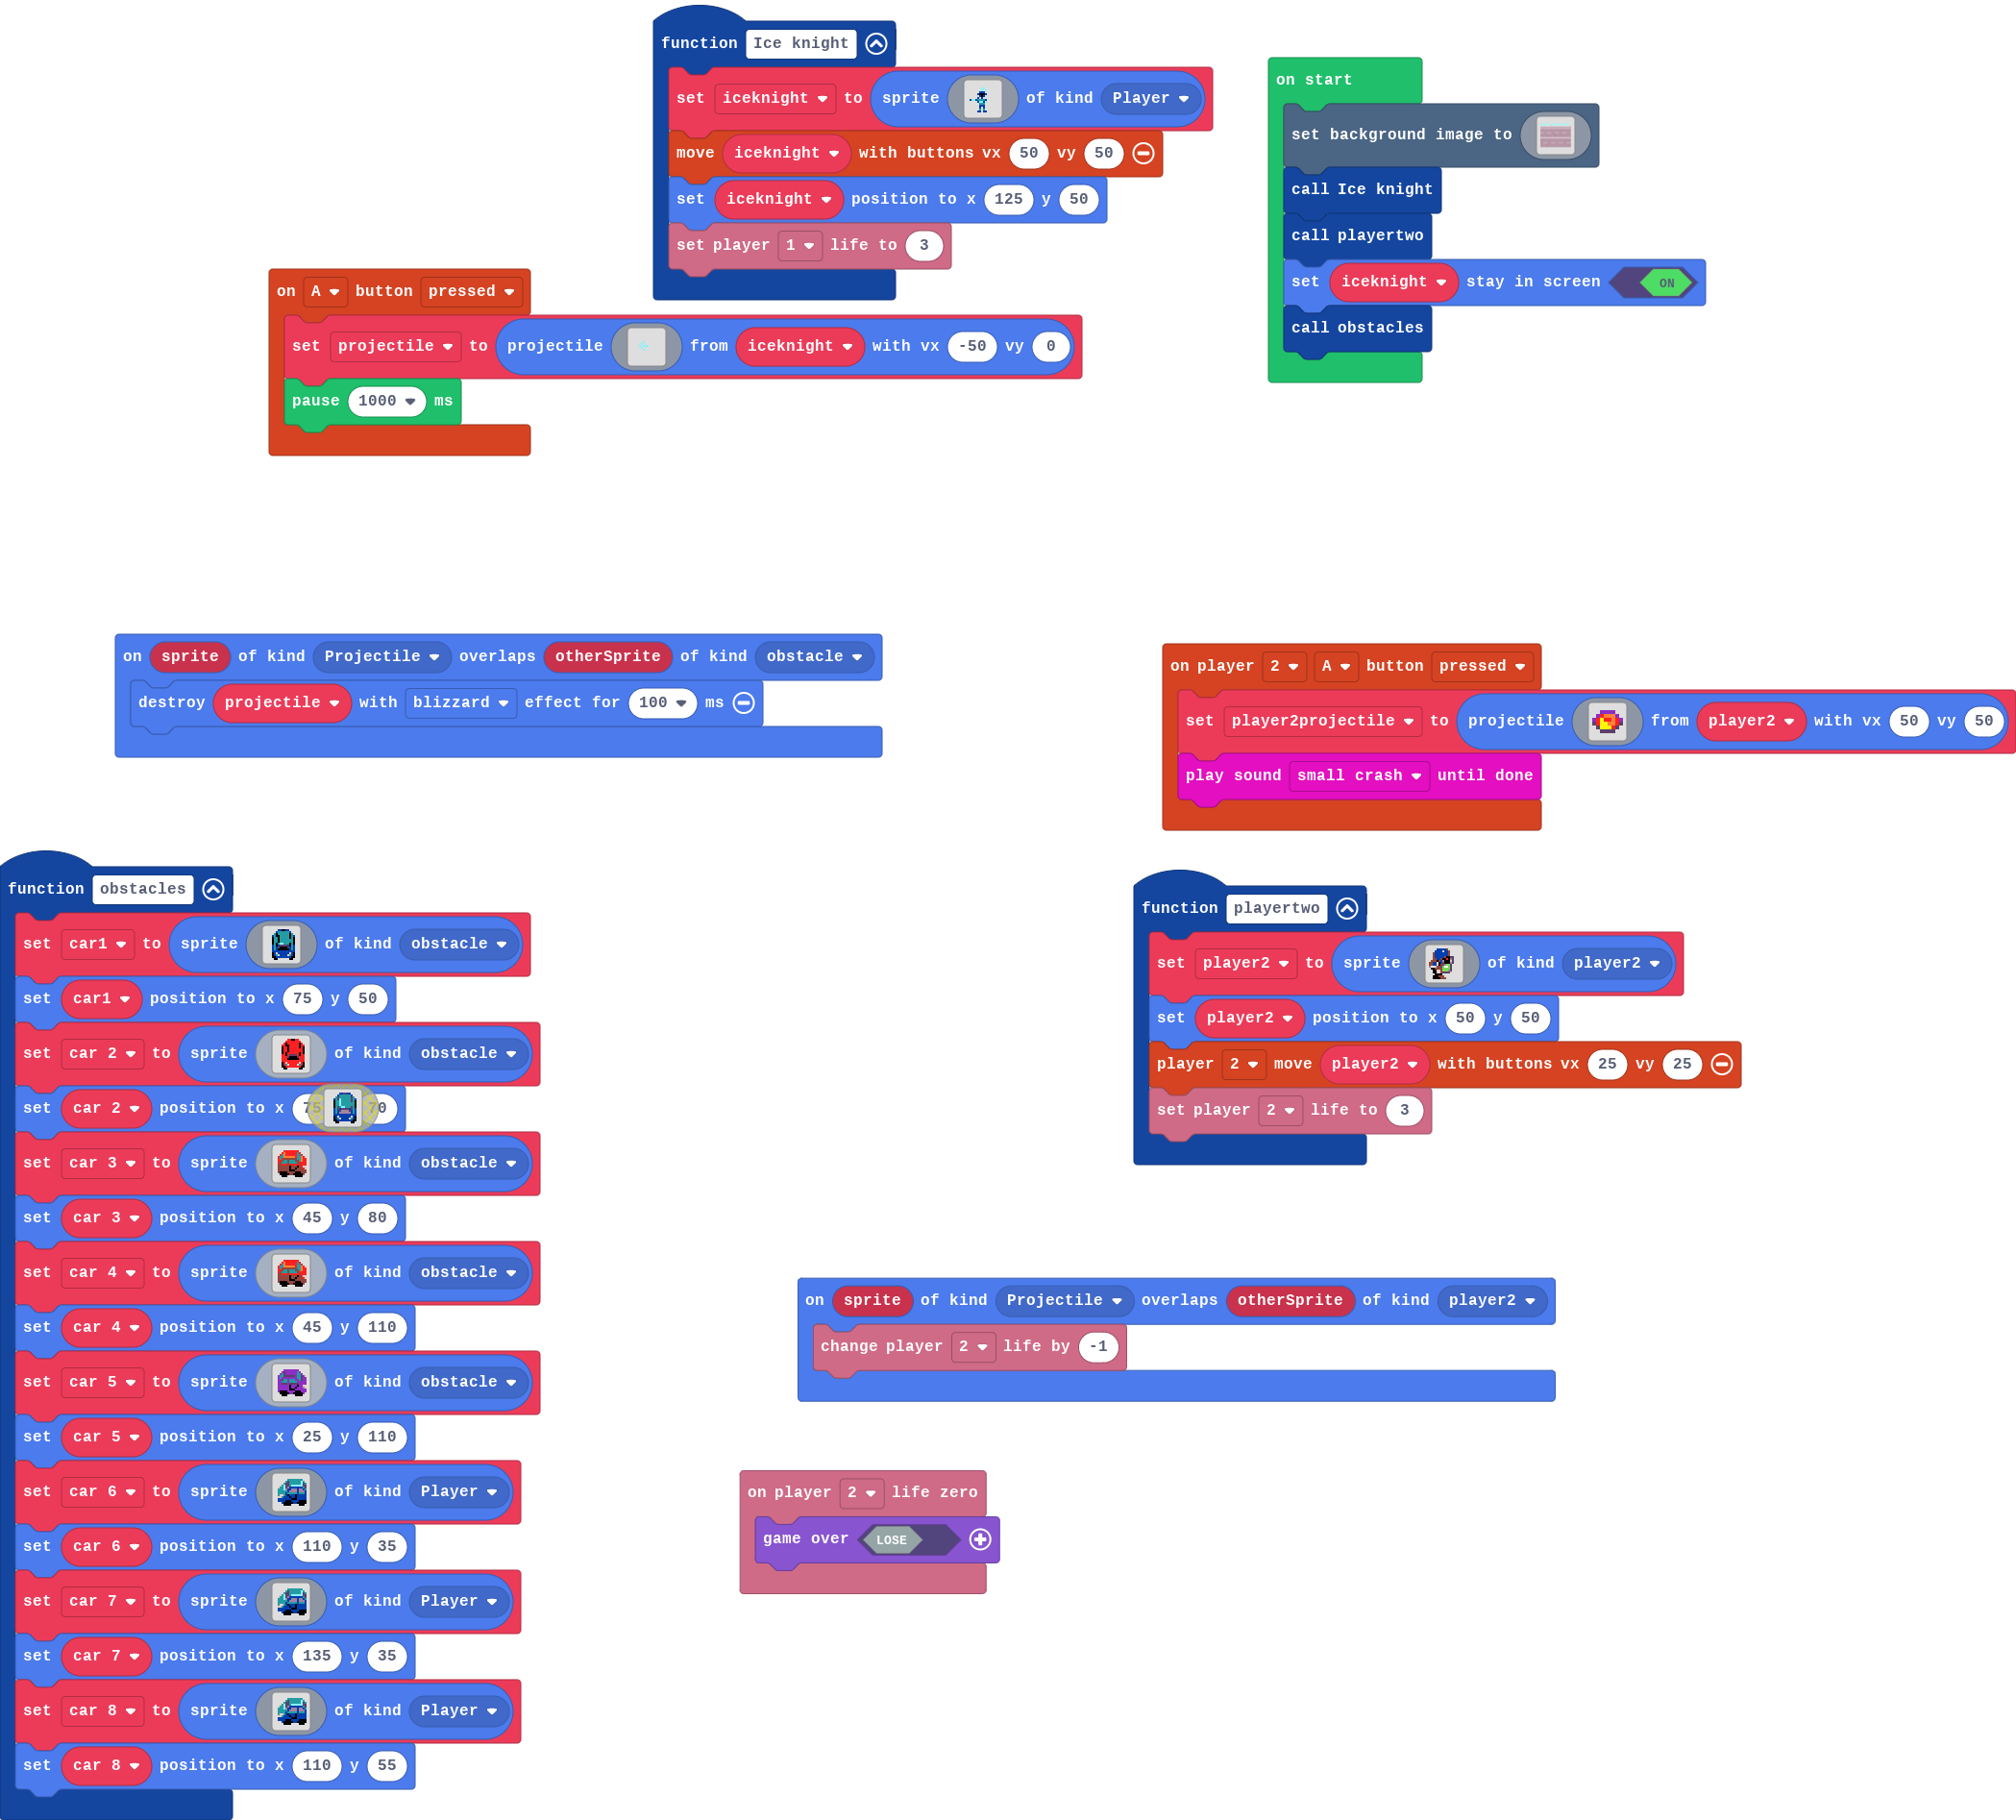 function Ice knight
set iceknight to sprite of kind Player
move iceknight with buttons vx 50 vy 50
set iceknight position to x 125 y 50
set player 1 life to 3
on start
set background image to
call Ice knight
call playertwo
set iceknight stay in screen ON
call obstacles
on A button pressed
set projectile to projectile from iceknight with vx -50 vy 0
pause 1000 ms
on sprite of kind Projectile overlaps otherSprite of kind obstacle
destroy projectile with blizzard effect for 100 ms
on player 2 A button pressed
set player2projectile to projectile from player2 with vx 50 vy 50
play sound small crash until done
function obstacles
set car1 to sprite of kind obstacle
set car1 position to x 75 y 50
set car 2 to sprite of kind obstacle
set car 2 position to x 75 70
set car 3 to sprite of kind obstacle
set car 3 position to x 45 y 80
set car 4 to sprite of kind obstacle
set car 4 position to x 45 y 110
set car 5 to sprite of kind obstacle
set car 5 position to x 25 y 110
set car 6 to sprite of kind Player
set car 6 position to x 110 y 35
set car 7 to sprite of kind Player
set car 7 position to x 135 y 35
set car 8 to sprite of kind Player
set car 8 position to x 110 y 55
function playertwo
set player2 to sprite of kind player2
set player2 position to x 50 y 50
player 2 move player2 with buttons vx 25 vy 25
set player 2 life to 3
on sprite of kind Projectile overlaps otherSprite of kind player2
change player 2 life by -1
on player 2 life zero
game over LOSE